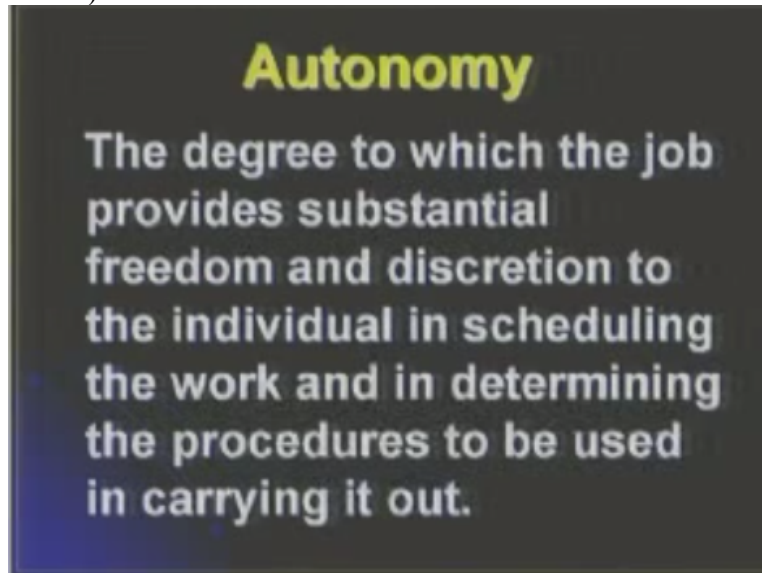 Autonomy
The degree to which the job
provides substantial
freedom and discretion to
the individual in scheduling
the work and in determining
the procedures to be used
in carrying it out.